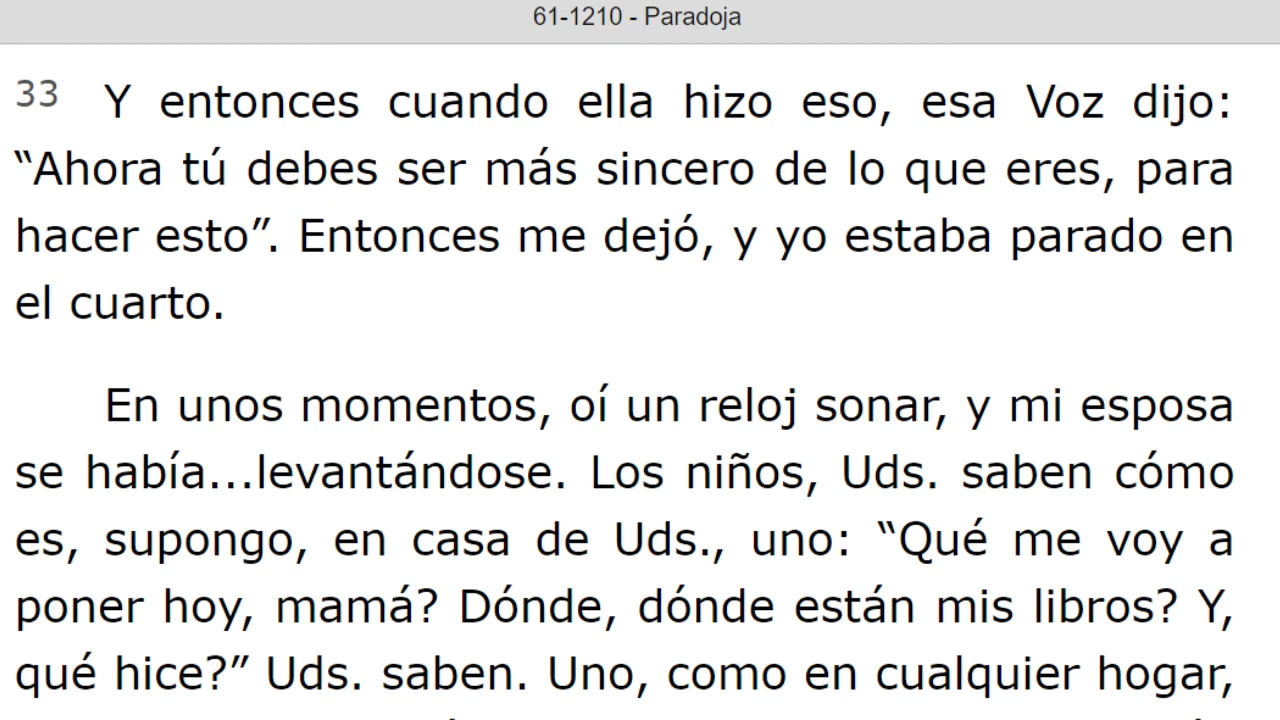 61-1210 - Paradoja
33 Y entonces cuando ella hizo eso, esa Voz dijo:
“Ahora tú debes ser más sincero de lo que eres, para
hacer esto”. Entonces me dejó, y yo estaba parado en
el cuarto.
En unos momentos, oí un reloj sonar, y mi esposa
se había...levantándose. Los niños, Uds. saben cómo
es, supongo, en casa de Uds., uno: “Qué me voy a
poner hoy, mamá? Dónde, dónde están mis libros? Y,
qué hice?” Uds. saben. Uno, como en cualquier hogar,